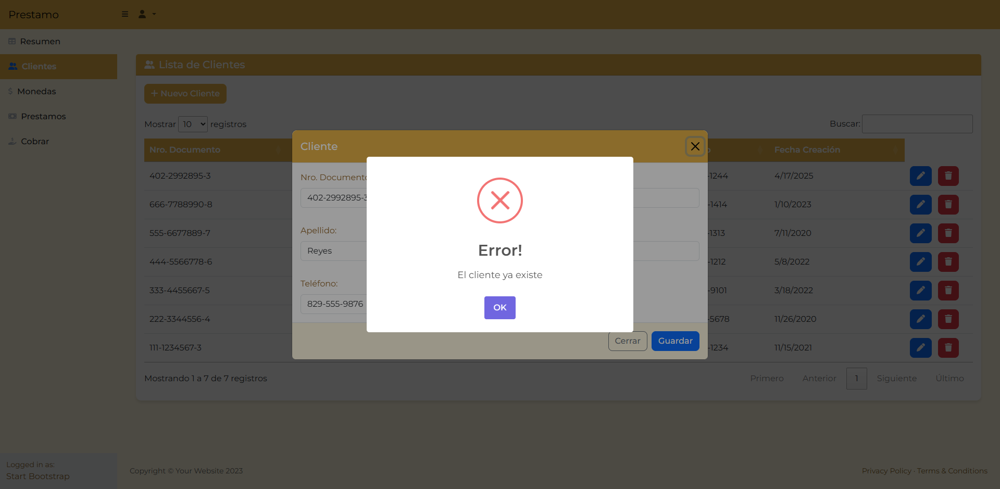 Prestamo
Resumen
Clientes
Monedas
Prestamos
Cobrar
Logged in as:
Start Bootstrap
Lista de Clientes
+ Nuevo Cliente
Mostrar 10 registros
Buscar:
Nro. Documento
Fecha Creación
402-2992895-3 -1244 4/17/2025
666-7788990-8 -1414 1/10/2023
555-6677889-7 -1313 7/11/2020
444-5566778-6 -1212 5/8/2022
333-4455667-5 -9101 3/18/2022
222-3344556-4 -5678 11/26/2020
111-1234567-3 -1234 11/15/2021
Mostrando 1 a 7 de 7 registros
Primero Anterior 1 Siguiente Último
Cliente
Nro. Documento
402-2992895-3
Apellido:
Reyes
Teléfono:
829-555-9876
Cerrar
Guardar
Error!
El cliente ya existe
OK
Copyright © Your Website 2023
Privacy Policy · Terms & Conditions